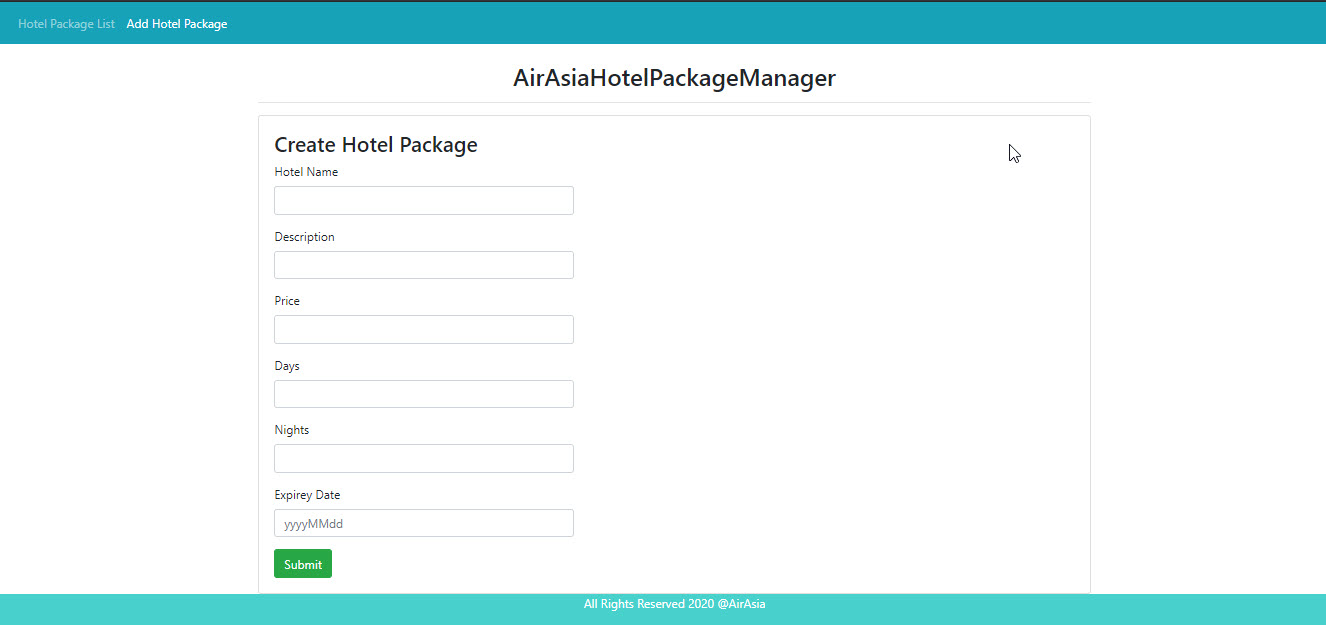 Hotel Package List Add Hotel Package
AirAsiaHotelPackageManager
Create Hotel Package
Hotel Name
Description
Price
Days
Nights
Expirey Date
yyyyMMdd
Submit
All Rights Reserved 2020 @AirAsia